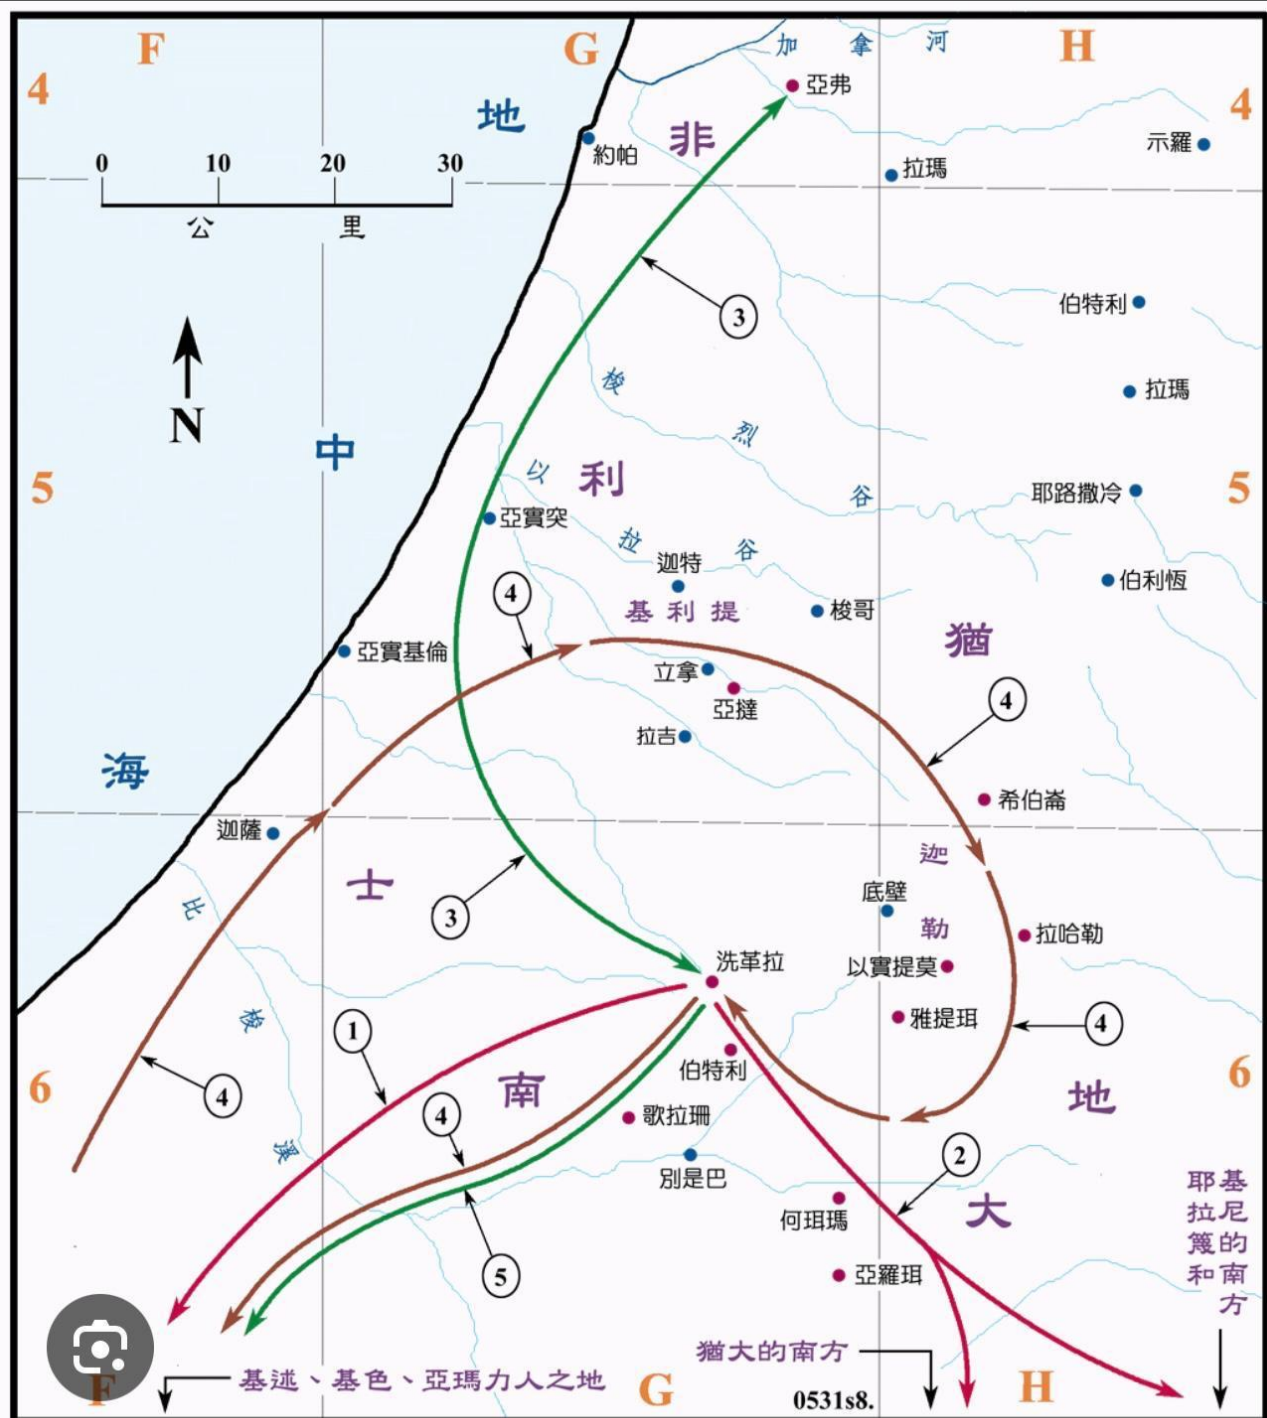 F
G
H
4
4
加拿河
亞弗
地
非
約帕
示羅
拉瑪
0 10 20 30
公里
伯特利
3
N
梭烈谷
拉瑪
中
5
5
利
以拉谷
耶路撒冷
亞實突
迦特
伯利恆
4
基利提
梭哥
猶
亞實基倫
立拿
亞撻
4
拉吉
海
希伯崙
迦薩
迦勒
士
底壁
比梭溪
3
拉哈勒
洗革拉
以實提莫
雅提珥
1
4
伯特利
6
6
4
南
4
歌拉珊
地
別是巴
2
耶拉篾和
基尼的南方
何珥瑪
大
5
亞羅珥
猶大的南方
基述、基色、亞瑪力人之地
F
G
H
0531s8.